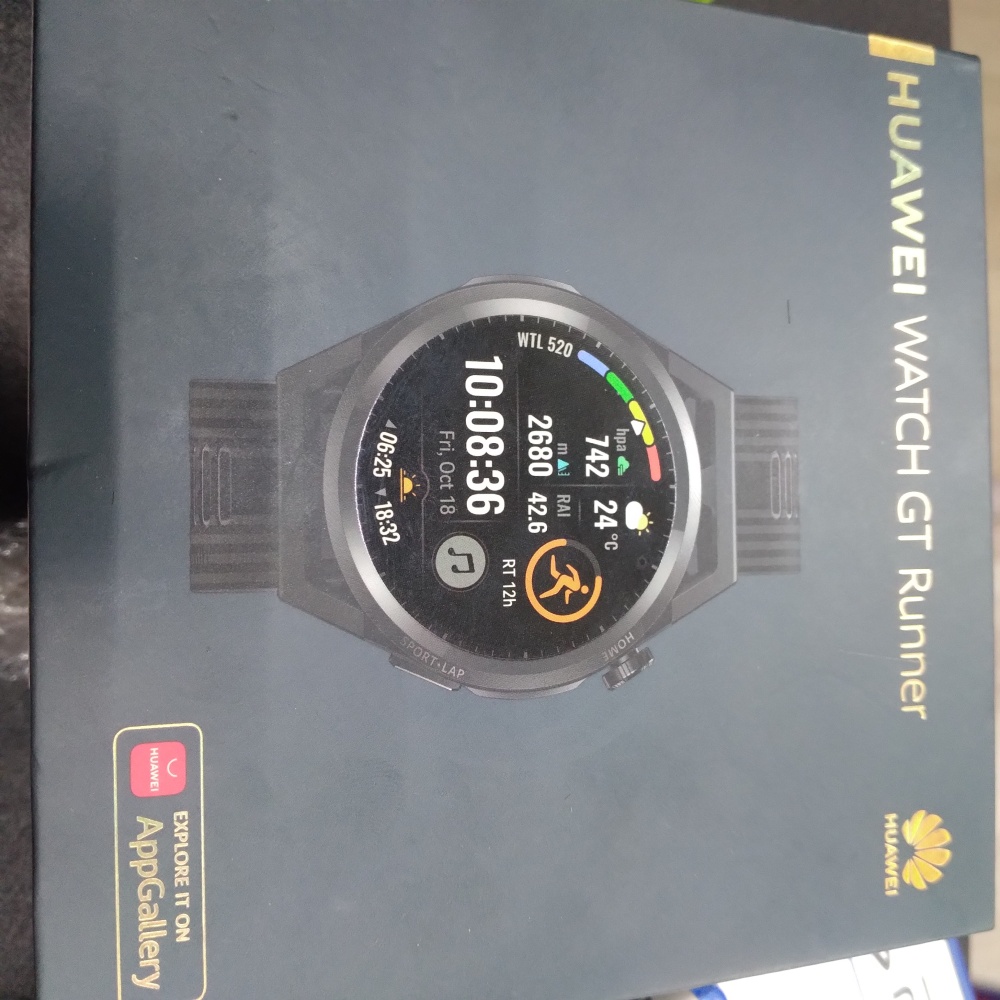 HUAWEI WATCH GT Runner
HUAWEI
24 °C
hpa
742
m
2680
RAI
42.6
WTL 520
RT 12h
10:08:36
Fri, Oct 18
06:25
18:32
HOME
SPORT·LAP
HUAWEI
EXPLORE IT ON
AppGallery